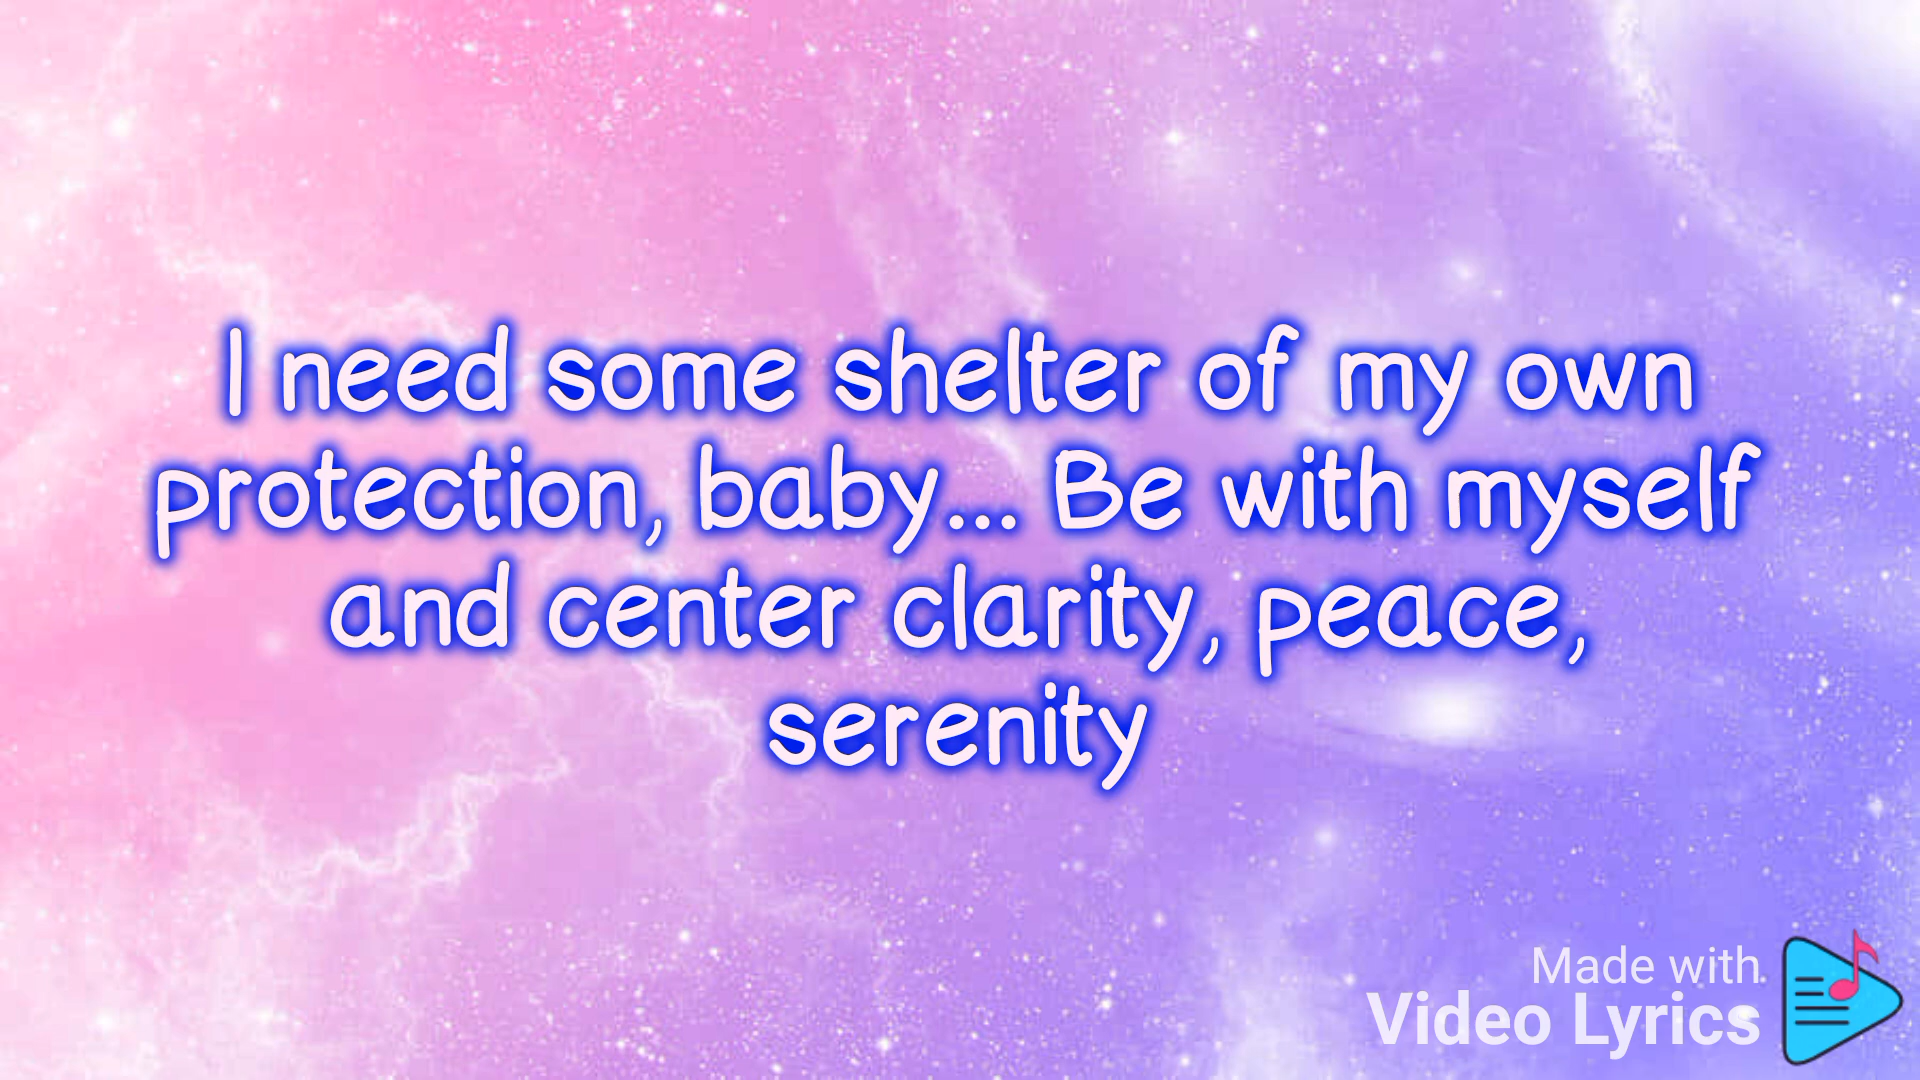 I need some shelter of my own
protection, baby... Be with myself
and center clarity, peace,
serenity
Made with
Video Lyrics